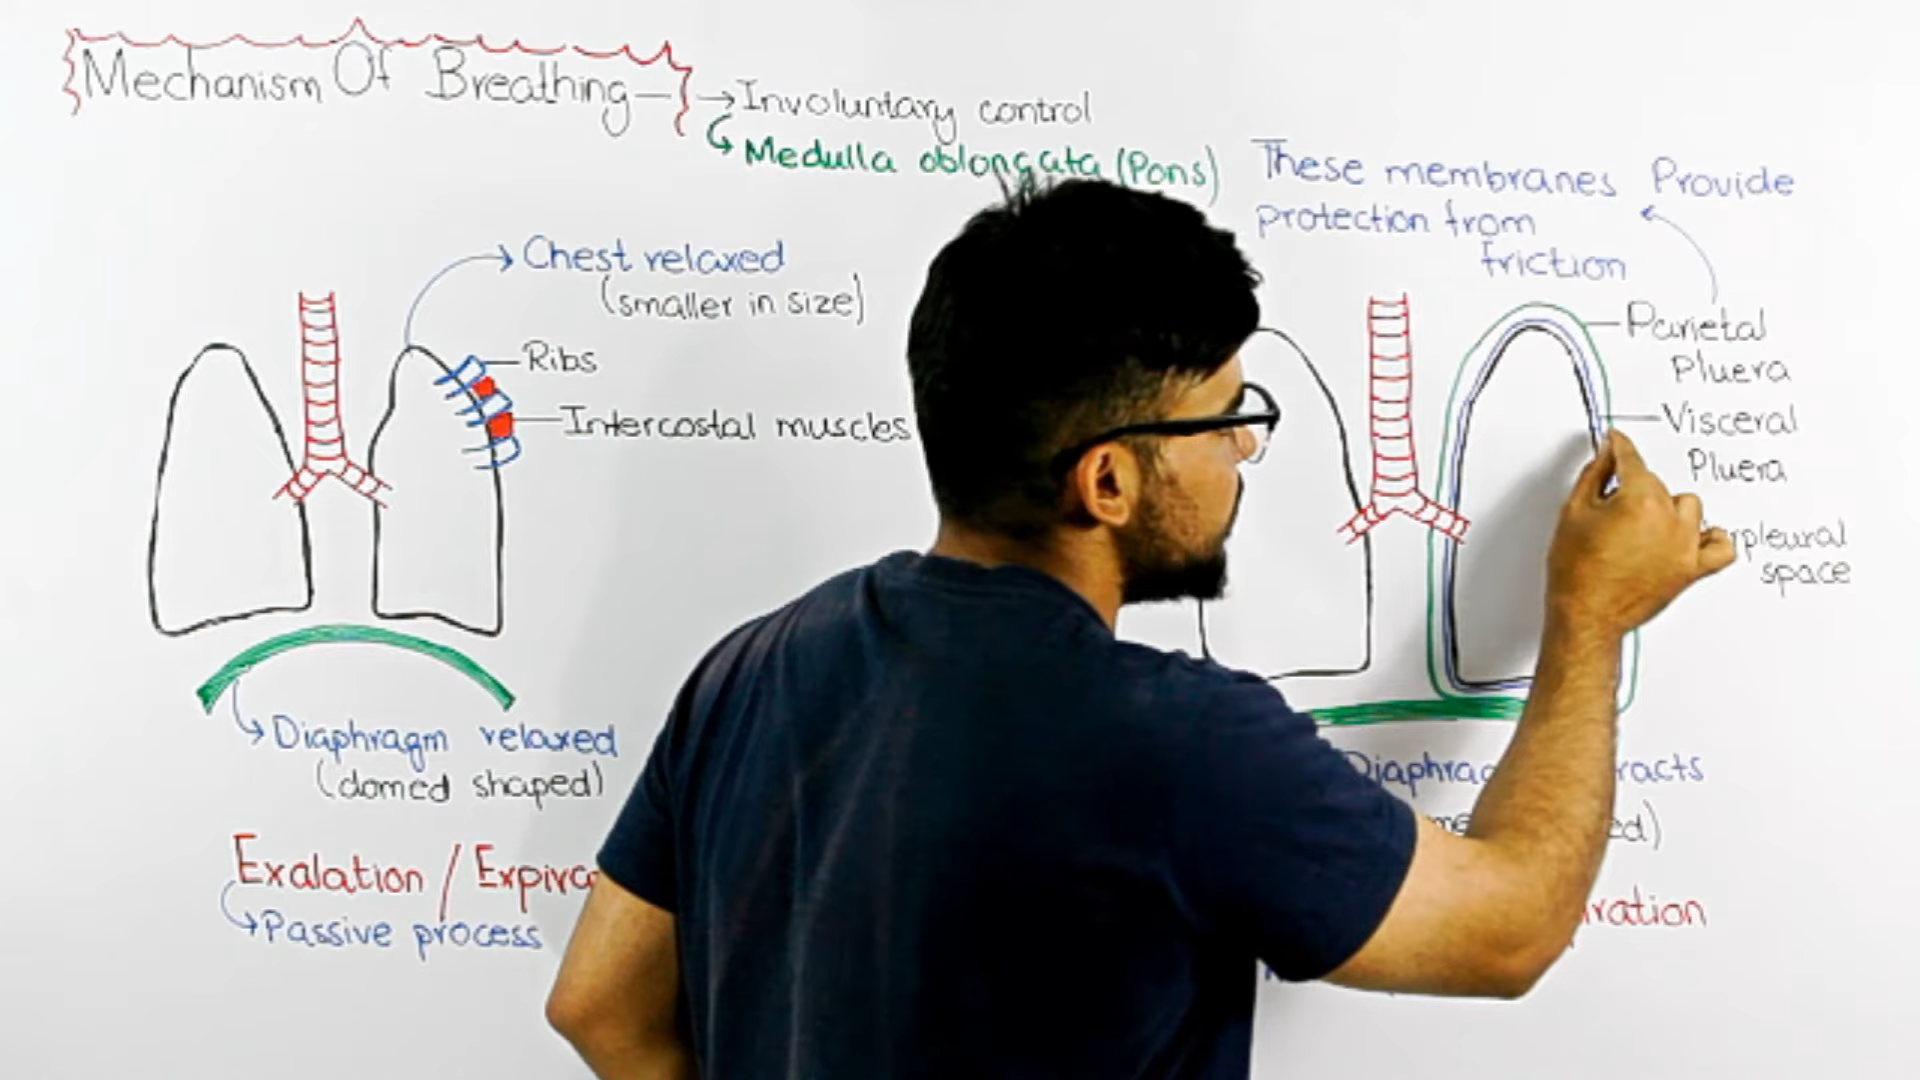 Mechanism Of Breathing
→Involuntary control
Medulla oblongata (Pons)
These membranes Provide
protection from
friction
Chest relaxed
(smaller in size)
Ribs
Intercostal muscles
Parietal
Pluera
Visceral
Pluera
space
Diaphragm relaxed
(domed shaped)
Exalation /
Passive process